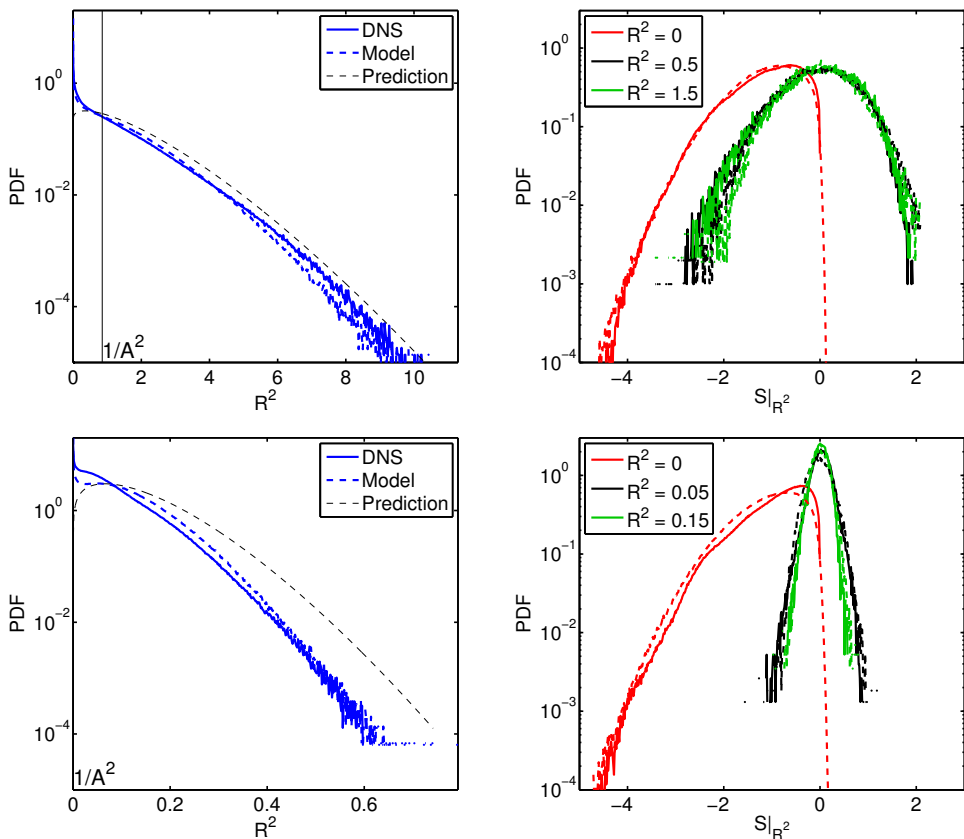 DNS
Model
Prediction
PDF
10^0
10^-2
10^-4
1/A^2
0 2 4 6 8 10
R^2
R^2 = 0
R^2 = 0.5
R^2 = 1.5
PDF
10^0
10^-1
10^-2
10^-3
10^-4
-4 -2 0 2
S|_{R^2}
DNS
Model
Prediction
PDF
10^0
10^-2
10^-4
1/A^2
0 0.2 0.4 0.6
R^2
R^2 = 0
R^2 = 0.05
R^2 = 0.15
PDF
10^0
10^-1
10^-2
10^-3
10^-4
-4 -2 0 2
S|_{R^2}